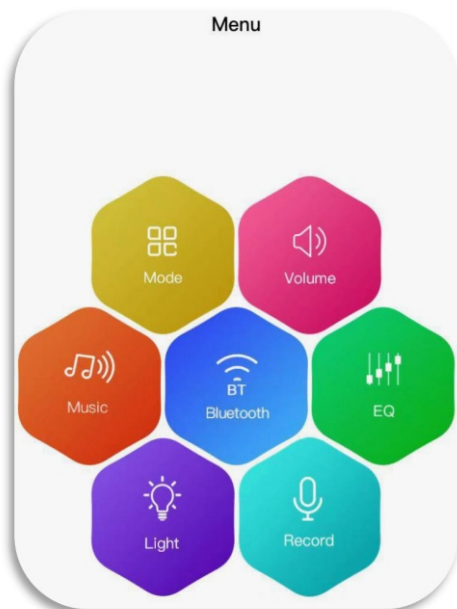 Menu
Mode
Volume
Music
BT
Bluetooth
EQ
Light
Record